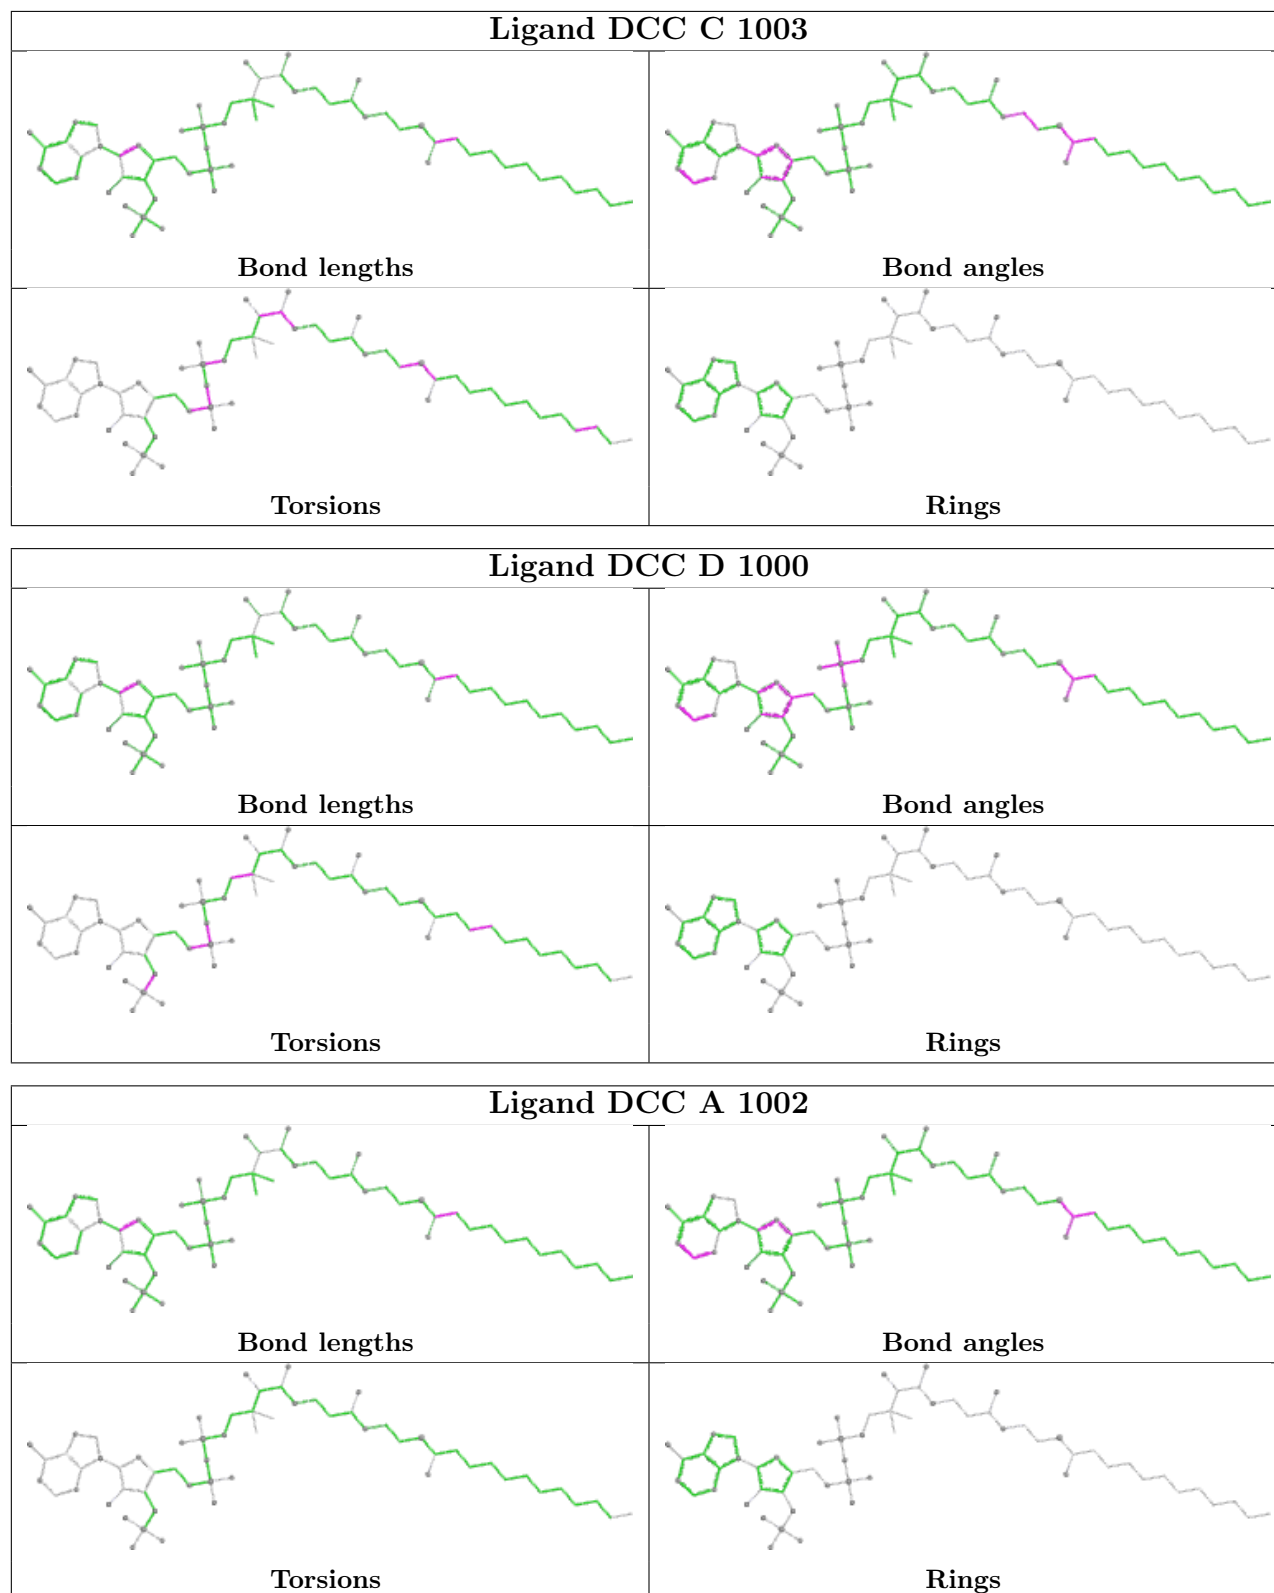 Ligand DCC C 1003
Bond lengths
Bond angles
Torsions
Rings
Ligand DCC D 1000
Bond lengths
Bond angles
Torsions
Rings
Ligand DCC A 1002
Bond lengths
Bond angles
Torsions
Rings